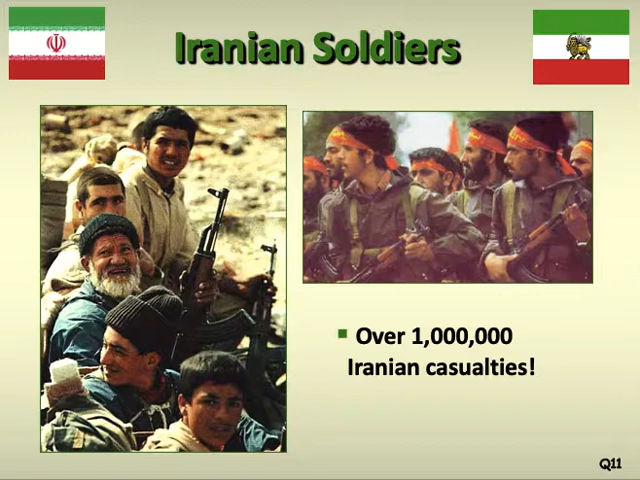 Iranian Soldiers
Over 1,000,000
Iranian casualties!
Q11